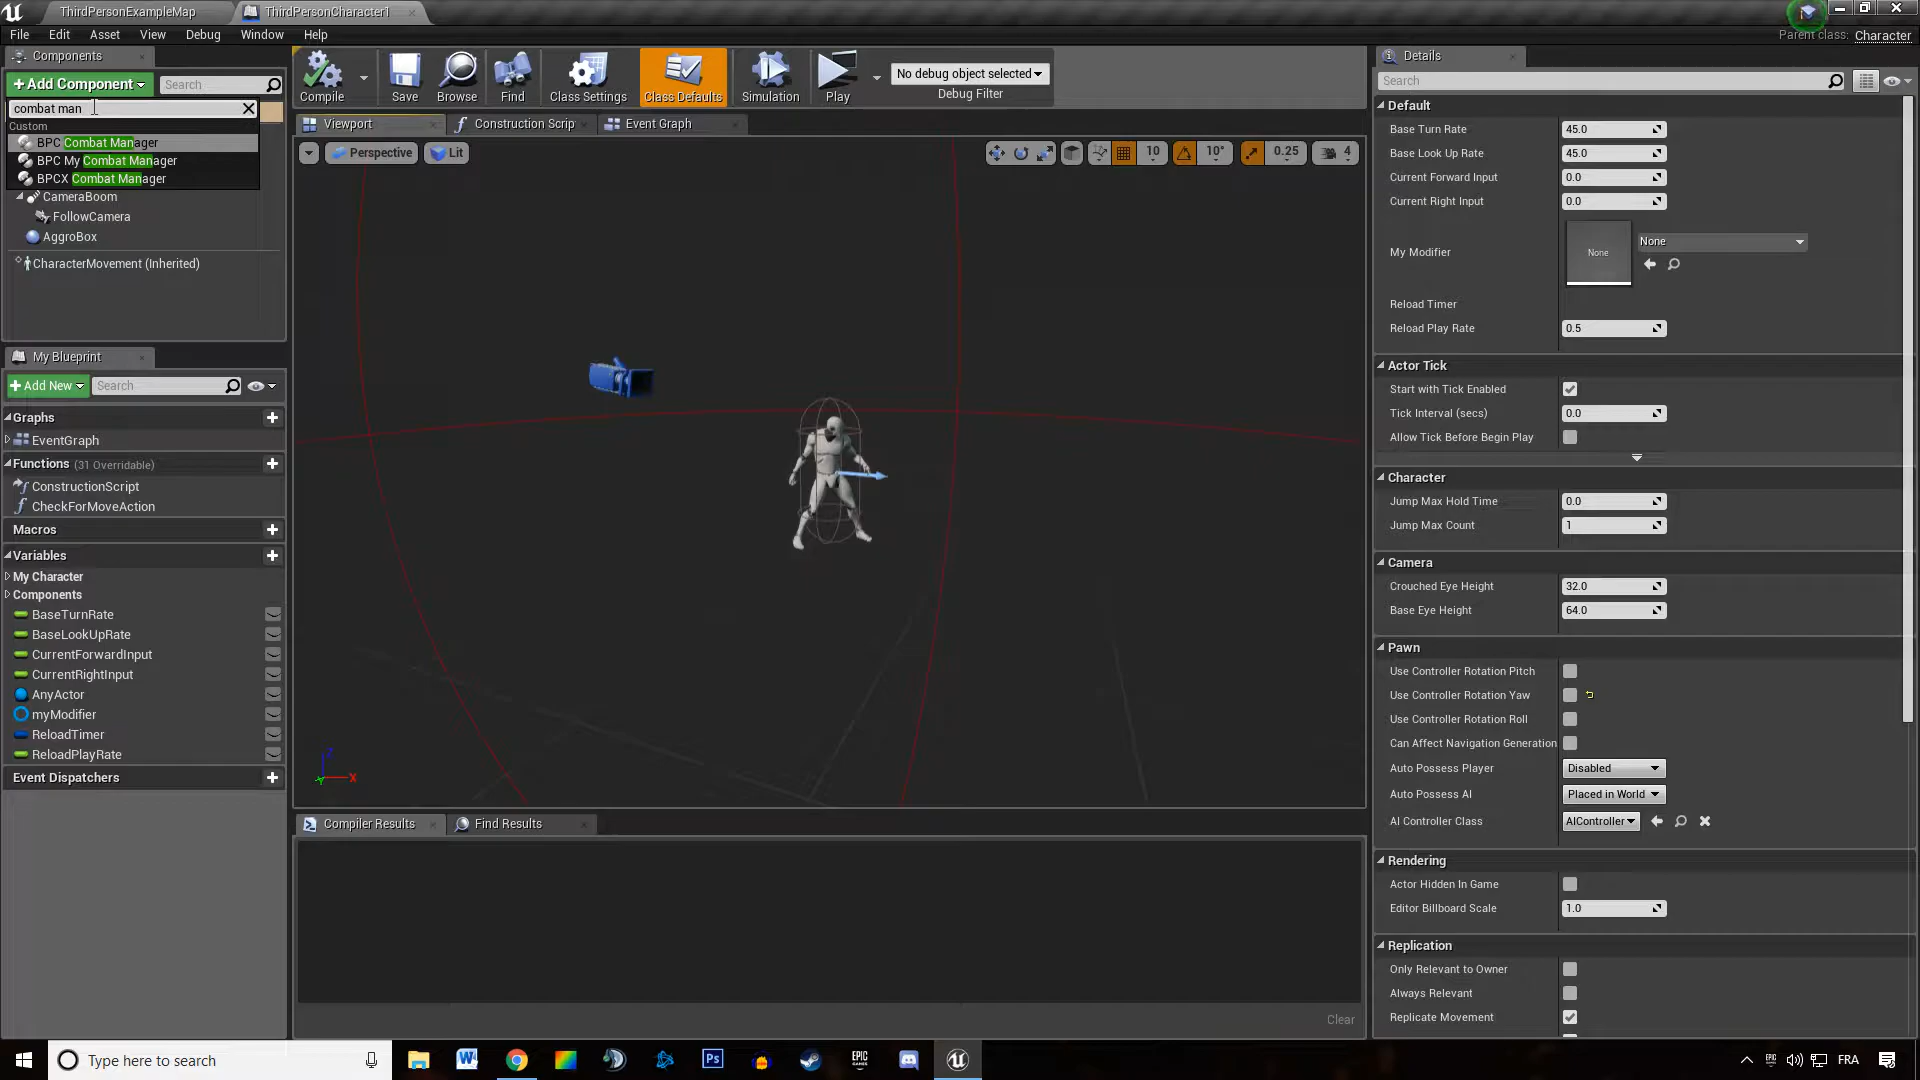 ThirdPersonExampleMap
ThirdPersonCharacter1
File Edit Asset View Debug Window Help
Parent class: Character
Components
+Add Component
Search
combat man
Custom
BPC Combat Manager
BPC My Combat Manager
BPCX Combat Manager
CameraBoom
FollowCamera
AggroBox
CharacterMovement (Inherited)
My Blueprint
+Add New
Search
Graphs
EventGraph
Functions (31 Overridable)
ConstructionScript
CheckForMoveAction
Macros
Variables
My Character
Components
BaseTurnRate
BaseLookUpRate
CurrentForwardInput
CurrentRightInput
AnyActor
myModifier
ReloadTimer
ReloadPlayRate
Event Dispatchers
Compile Save Browse Find Class Settings Class Defaults Simulation Play
No debug object selected
Debug Filter
Viewport
Construction Scrip
Event Graph
Perspective
Lit
10 10° 0.25 4
Z
Y
X
Compiler Results
Find Results
Clear
Details
Search
Default
Base Turn Rate 45.0
Base Look Up Rate 45.0
Current Forward Input 0.0
Current Right Input 0.0
My Modifier None None
Reload Timer
Reload Play Rate 0.5
Actor Tick
Start with Tick Enabled
Tick Interval (secs) 0.0
Allow Tick Before Begin Play
Character
Jump Max Hold Time 0.0
Jump Max Count 1
Camera
Crouched Eye Height 32.0
Base Eye Height 64.0
Pawn
Use Controller Rotation Pitch
Use Controller Rotation Yaw
Use Controller Rotation Roll
Can Affect Navigation Generation
Auto Possess Player Disabled
Auto Possess AI Placed in World
AI Controller Class AIController
Rendering
Actor Hidden In Game
Editor Billboard Scale 1.0
Replication
Only Relevant to Owner
Always Relevant
Replicate Movement
Type here to search
W
Ps
EPIC
GAMES
FRA